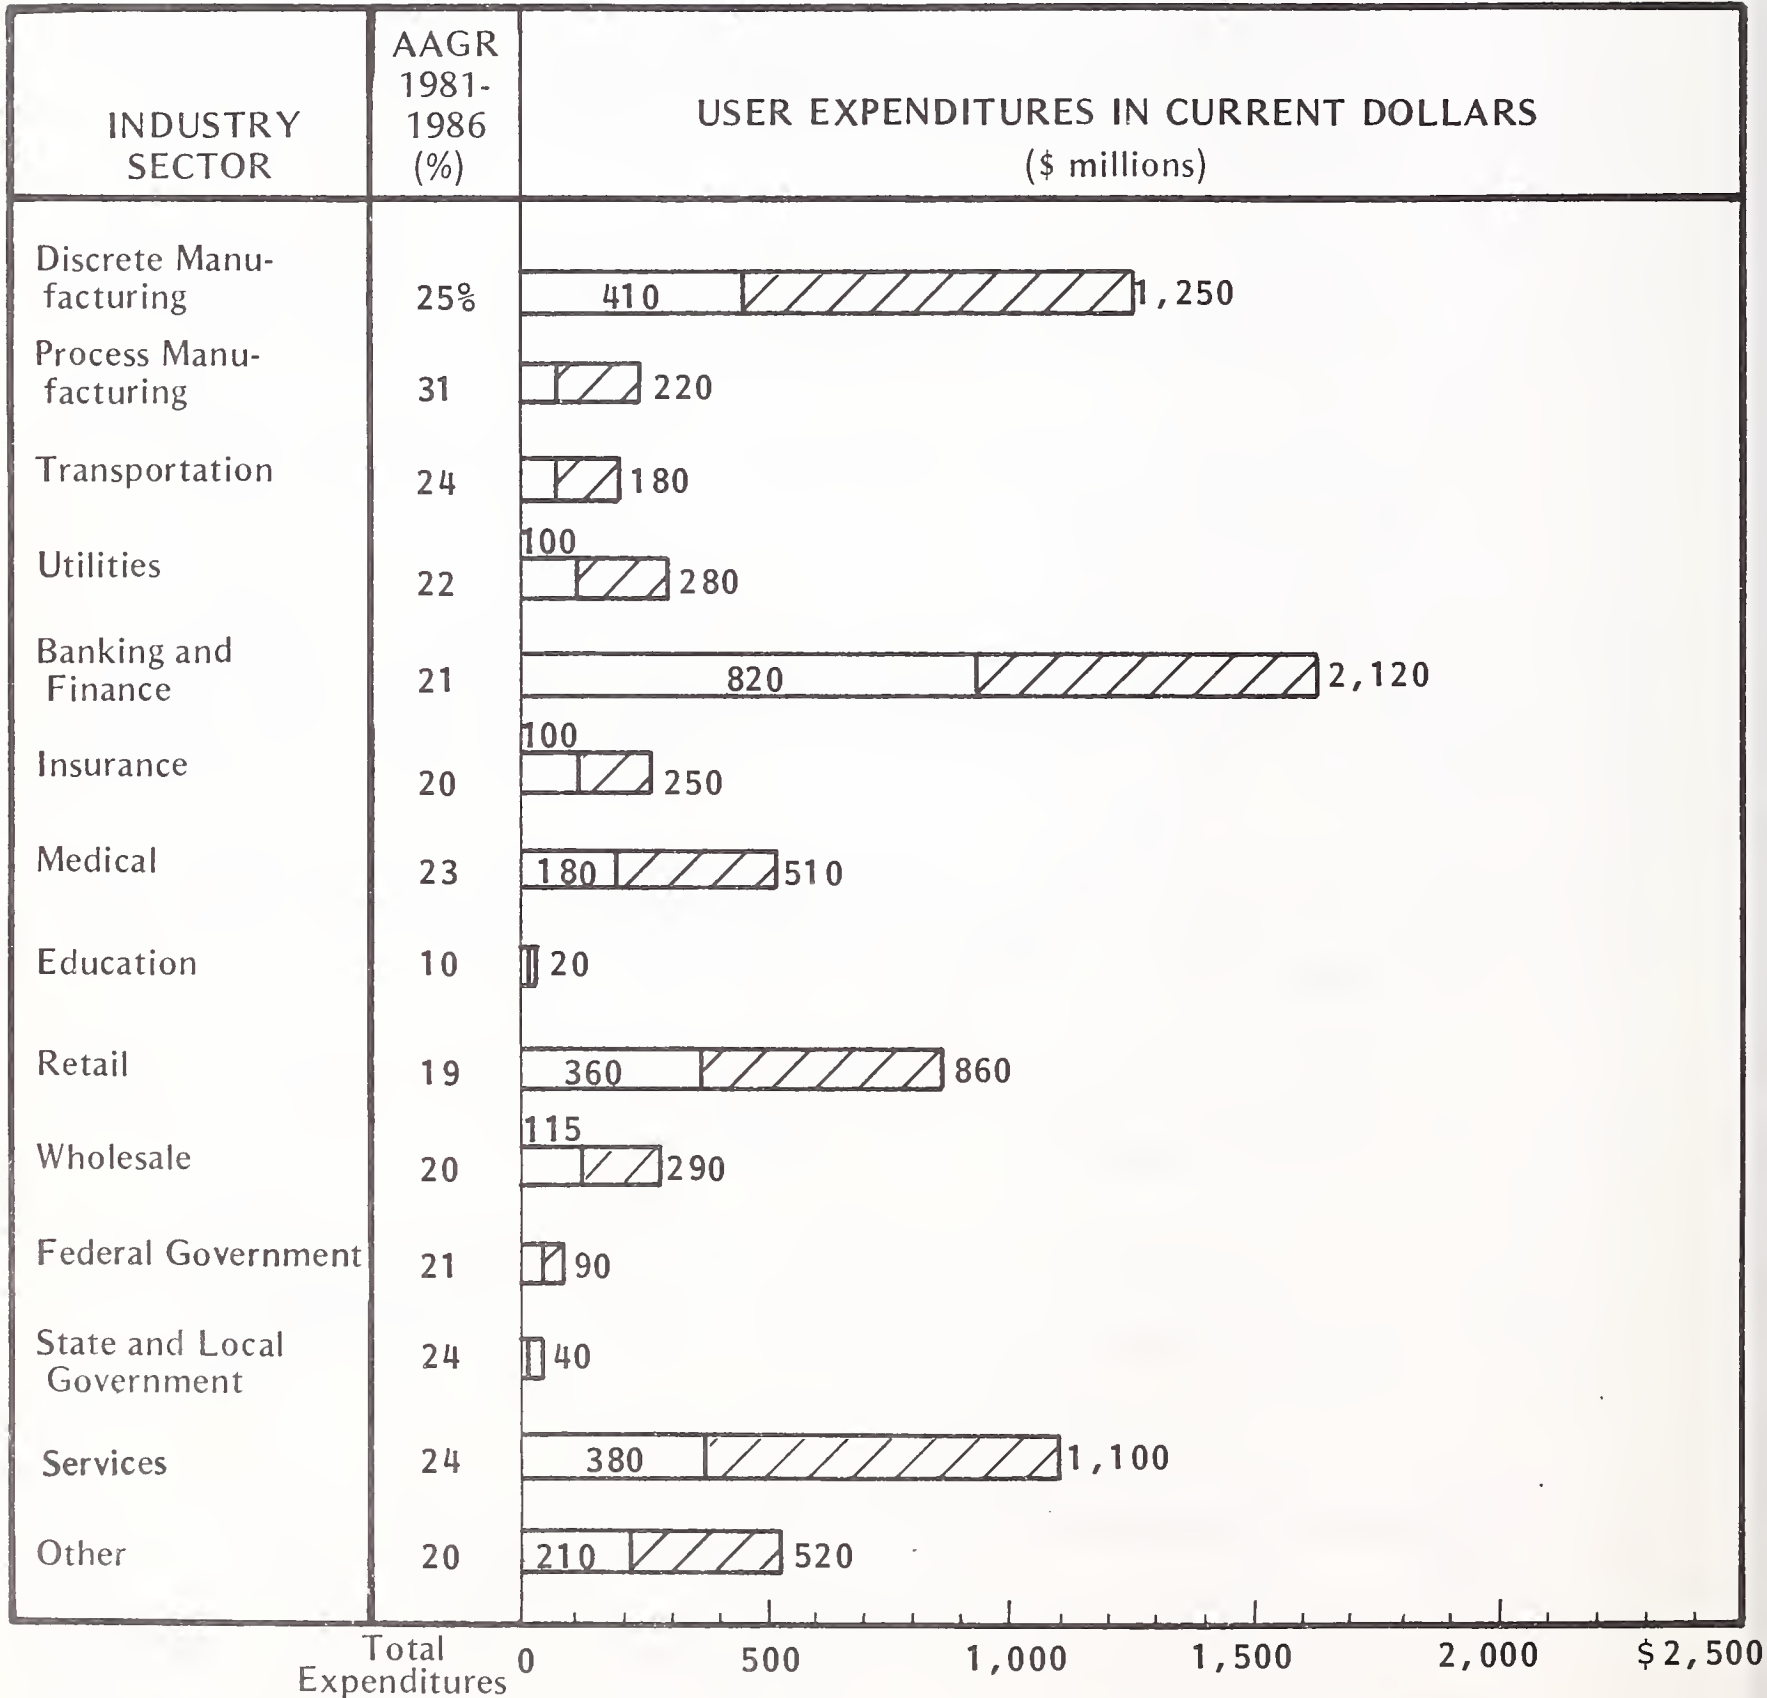 INDUSTRY
SECTOR
AAGR
1981-
1986
(%)
USER EXPENDITURES IN CURRENT DOLLARS
($ millions)
Discrete Manu-
facturing
25%
410
1,250
Process Manu-
facturing
31
220
Transportation
24
180
Utilities
22
100
280
Banking and
Finance
21
820
2,120
Insurance
20
100
250
Medical
23
180
510
Education
10
20
Retail
19
360
860
Wholesale
20
115
290
Federal Government
21
90
State and Local
Government
24
40
Services
24
380
1,100
Other
20
210
520
Total
Expenditures
0 500 1,000 1,500 2,000 $2,500